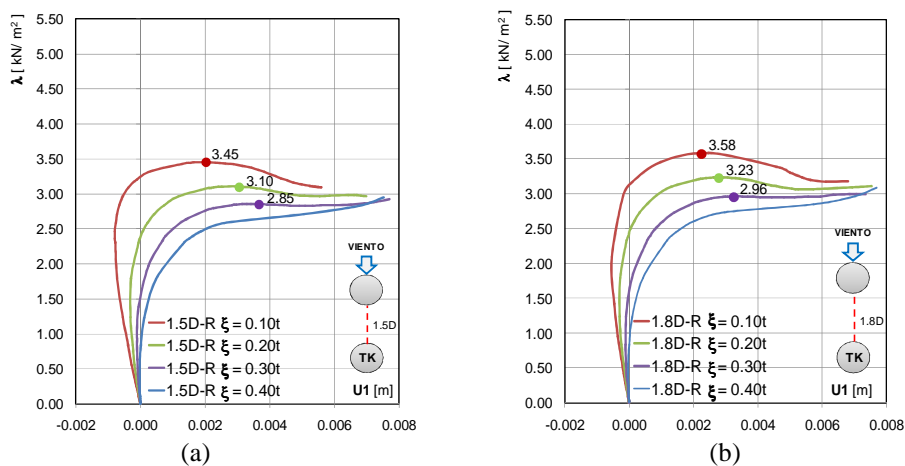 λ [ kN/ m²]
5.50
5.00
4.50
4.00
3.50
3.00
2.50
2.00
1.50
1.00
0.50
0.00
-0.002 0.000 0.002 0.004 0.006 0.008
3.45
3.10
2.85
VIENTO
1.5D
TK
U1 [m]
1.5D-R ξ = 0.10t
1.5D-R ξ = 0.20t
1.5D-R ξ = 0.30t
1.5D-R ξ = 0.40t
(a)
λ [ kN/ m²]
5.50
5.00
4.50
4.00
3.50
3.00
2.50
2.00
1.50
1.00
0.50
0.00
-0.002 0.000 0.002 0.004 0.006 0.008
3.58
3.23
2.96
VIENTO
1.8D
TK
U1 [m]
1.8D-R ξ = 0.10t
1.8D-R ξ = 0.20t
1.8D-R ξ = 0.30t
1.8D-R ξ = 0.40t
(b)